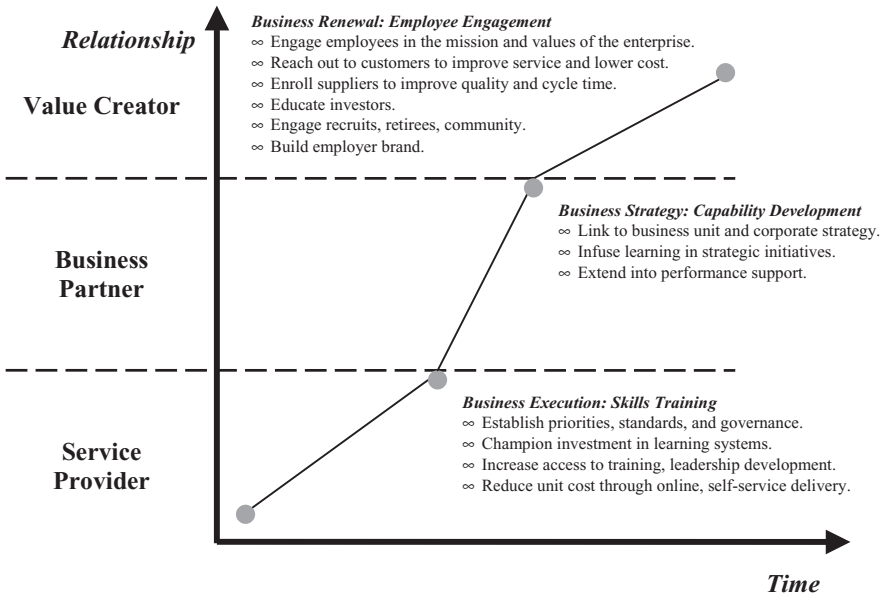 Relationship
Value Creator
Business Renewal: Employee Engagement
∞ Engage employees in the mission and values of the enterprise.
∞ Reach out to customers to improve service and lower cost.
∞ Enroll suppliers to improve quality and cycle time.
∞ Educate investors.
∞ Engage recruits, retirees, community.
∞ Build employer brand.
Business
Partner
Business Strategy: Capability Development
∞ Link to business unit and corporate strategy.
∞ Infuse learning in strategic initiatives.
∞ Extend into performance support.
Service
Provider
Business Execution: Skills Training
∞ Establish priorities, standards, and governance.
∞ Champion investment in learning systems.
∞ Increase access to training, leadership development.
∞ Reduce unit cost through online, self-service delivery.
Time